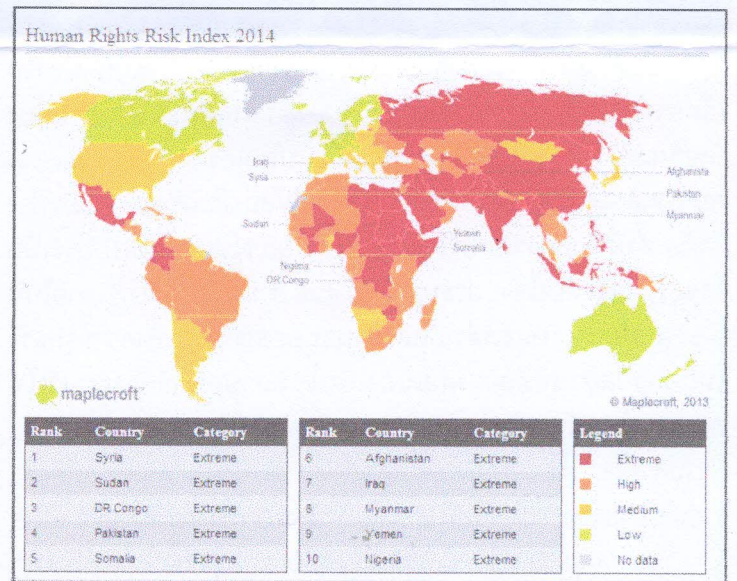 Human Rights Risk Index 2014
Iraq
Syria
Sudan
Nigeria
DR Congo
Yemen
Somalia
Afghanista
Pakistan
Myanmar
maplecroft™
© Maplecroft, 2013
Rank Country Category
1 Syria Extreme
2 Sudan Extreme
3 DR Congo Extreme
4 Pakistan Extreme
5 Somalia Extreme
Rank Country Category
6 Afghanistan Extreme
7 Iraq Extreme
8 Myanmar Extreme
9 Yemen Extreme
10 Nigeria Extreme
Legend
Extreme
High
Medium
Low
No data